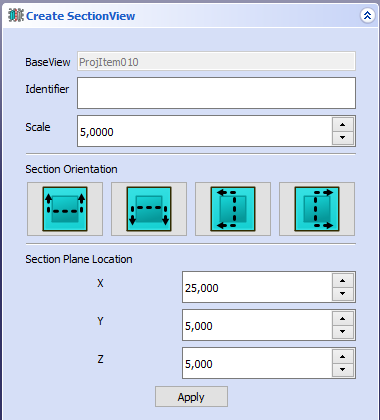 Create SectionView
BaseView ProjItem010
Identifier
Scale 5,0000
Section Orientation
Section Plane Location
X 25,000
Y 5,000
Z 5,000
Apply